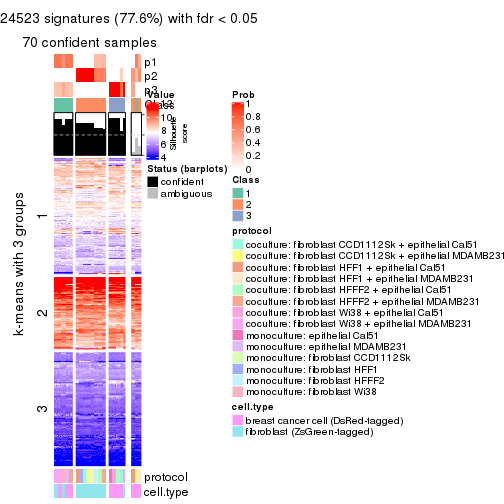 24523 signatures (77.6%) with fdr < 0.05
70 confident samples
p1
p2
p3
Value
10
8
6
4
Silhouette
score
Status (barplots)
confident
ambiguous
k-means with 3 groups
1
2
3
protocol
cell.type
Prob
1
0.8
0.6
0.4
0.2
0
Class
1
2
3
protocol
coculture: fibroblast CCD1112Sk + epithelial Cal51
coculture: fibroblast CCD1112Sk + epithelial MDAMB231
coculture: fibroblast HFF1 + epithelial Cal51
coculture: fibroblast HFF1 + epithelial MDAMB231
coculture: fibroblast HFFF2 + epithelial Cal51
coculture: fibroblast HFFF2 + epithelial MDAMB231
coculture: fibroblast Wi38 + epithelial Cal51
coculture: fibroblast Wi38 + epithelial MDAMB231
monoculture: epithelial Cal51
monoculture: epithelial MDAMB231
monoculture: fibroblast CCD1112Sk
monoculture: fibroblast HFF1
monoculture: fibroblast HFFF2
monoculture: fibroblast Wi38
cell.type
breast cancer cell (DsRed-tagged)
fibroblast (ZsGreen-tagged)